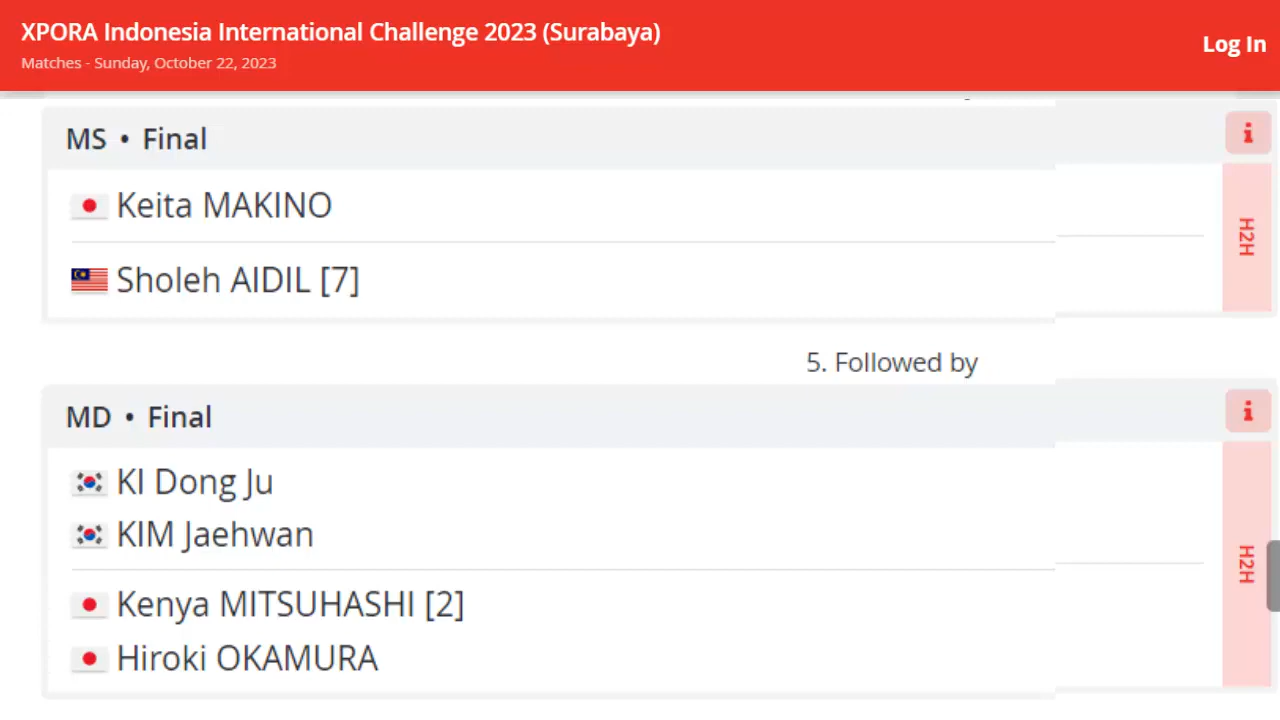 XPORA Indonesia International Challenge 2023 (Surabaya)
Matches - Sunday, October 22, 2023
Log In
MS • Final
i
Keita MAKINO
Sholeh AIDIL [7]
H2H
5. Followed by
MD • Final
i
KI Dong Ju
KIM Jaehwan
Kenya MITSUHASHI [2]
Hiroki OKAMURA
H2H